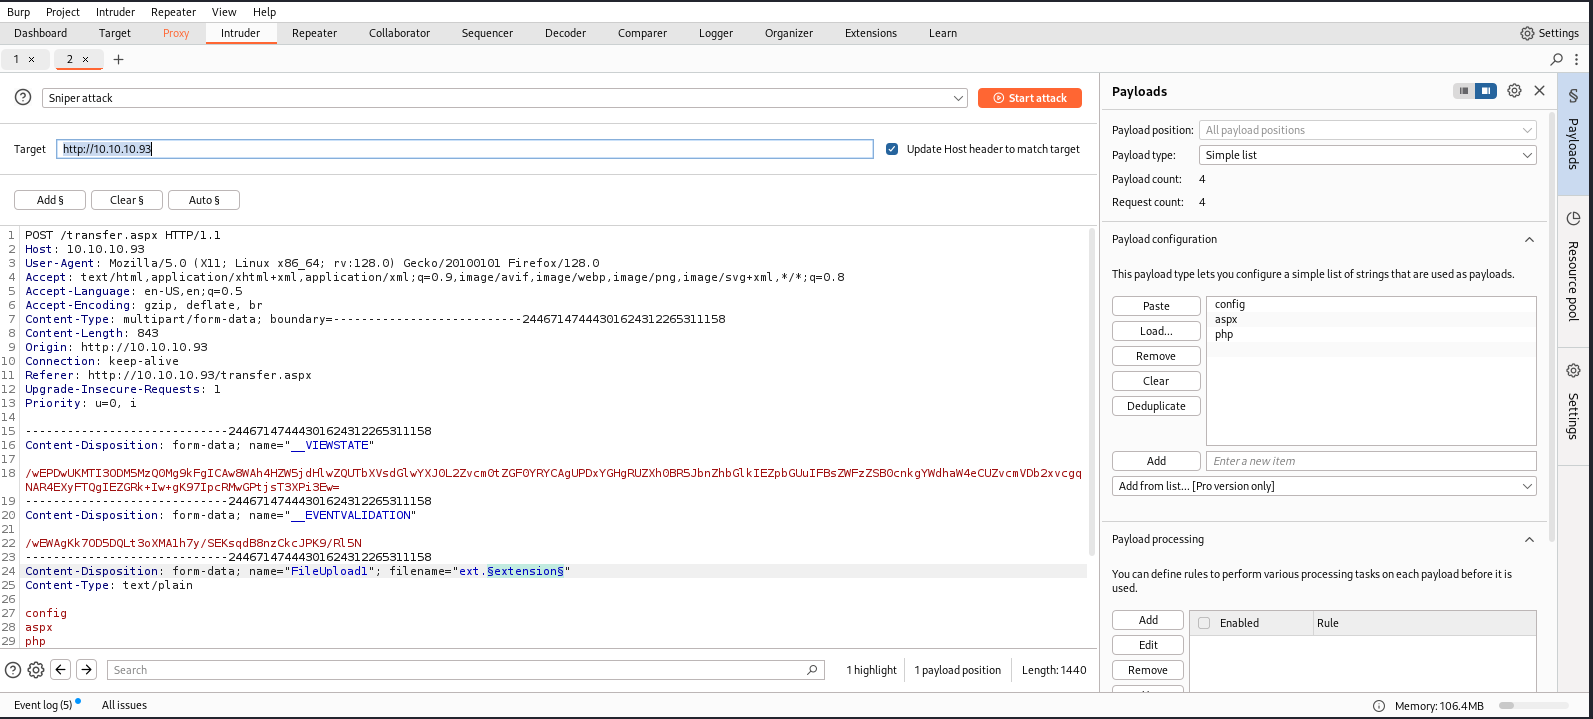 Burp Project Intruder Repeater View Help
Dashboard Target Proxy Intruder Repeater Collaborator Sequencer Decoder Comparer Logger Organizer Extensions Learn Settings
1 × 2 × +
Sniper attack Start attack
Target http://10.10.10.93 Update Host header to match target
Add § Clear § Auto §
1 POST /transfer.aspx HTTP/1.1
2 Host: 10.10.10.93
3 User-Agent: Mozilla/5.0 (X11; Linux x86_64; rv:128.0) Gecko/20100101 Firefox/128.0
4 Accept: text/html,application/xhtml+xml,application/xml;q=0.9,image/avif,image/webp,image/png,image/svg+xml,*/*;q=0.8
5 Accept-Language: en-US,en;q=0.5
6 Accept-Encoding: gzip, deflate, br
7 Content-Type: multipart/form-data; boundary=---------------------------244671474443016243122653 11158
8 Content-Length: 843
9 Origin: http://10.10.10.93
10 Connection: keep-alive
11 Referer: http://10.10.10.93/transfer.aspx
12 Upgrade-Insecure-Requests: 1
13 Priority: u=0, i
14
15 -----------------------------24467147444301624312265311158
16 Content-Disposition: form-data; name="__VIEWSTATE"
17
18 /wEPDwUKMTI3ODM5MzQ0Mg9kFgICAw8WAh4HZW5jdHlwZQUTbXVsdGlwYXJ0L2Zvcm0tZGF0YRYCAgUPDxYGHgRUZXh0BR5JbnZhbGlkIEZpbGUuIFBsZWFzZSB0cnkgYWdhaW4eCUZvcmVDb2xvcgq
NAR4EXyFTQgIEZGRk+Iw+gK97IpcRMwGPtjsT3XPi3Ew=
19 -----------------------------24467147444301624312265311158
20 Content-Disposition: form-data; name="__EVENTVALIDATION"
21
22 /wEWAgKk7OD5DQLt3oXMA1h7y/SEKsqdB8nzCkcJPK9/Rl5N
23 -----------------------------24467147444301624312265311158
24 Content-Disposition: form-data; name="FileUpload1"; filename="ext.§extension§"
25 Content-Type: text/plain
26
27 config
28 aspx
29 php
Search 1 highlight 1 payload position Length: 1440
Payloads
Payload position: All payload positions
Payload type: Simple list
Payload count: 4
Request count: 4
Payload configuration
This payload type lets you configure a simple list of strings that are used as payloads.
Paste
Load...
Remove
Clear
Deduplicate
config
aspx
php
Add Enter a new item
Add from list... [Pro version only]
Payload processing
You can define rules to perform various processing tasks on each payload before it is
used.
Add
Edit
Remove
Enabled Rule
§ Payloads
Resource pool
Settings
Event log (5) All issues Memory: 106.4MB